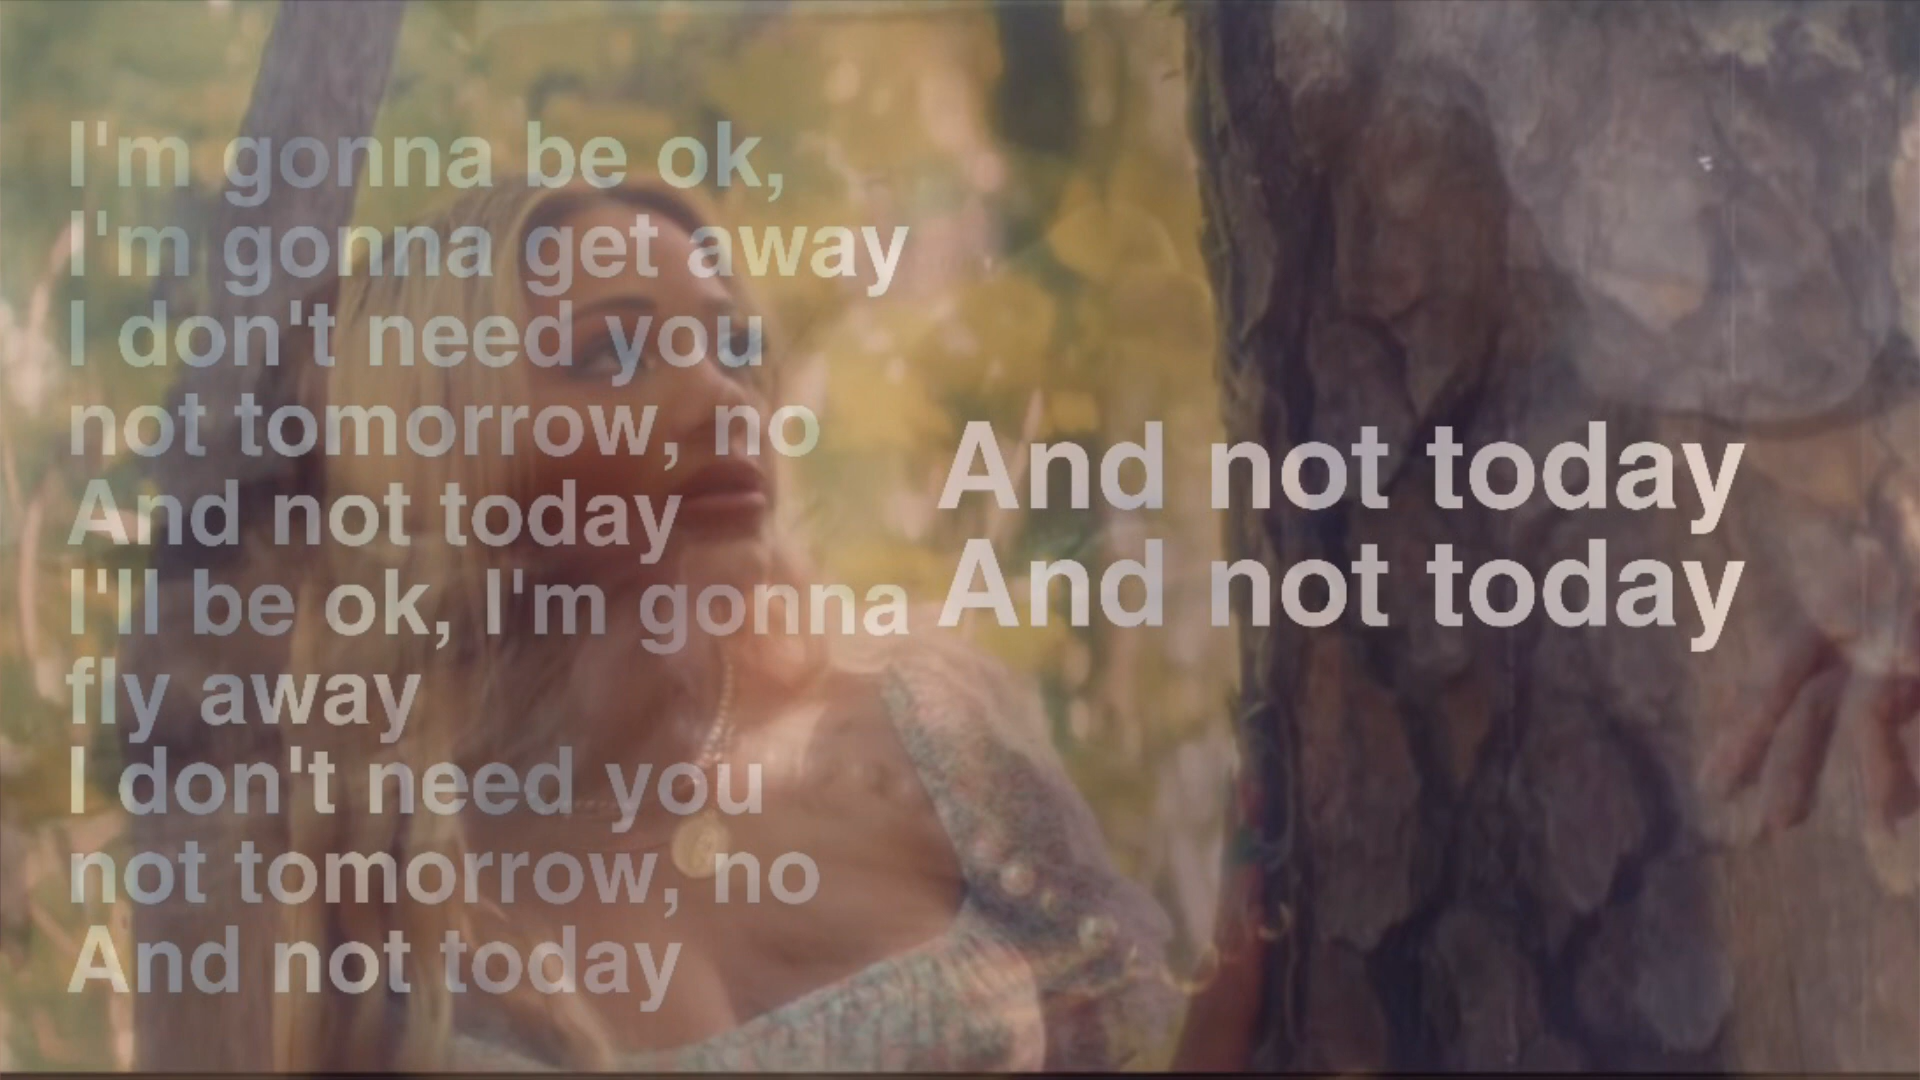 I'm gonna be ok,
I'm gonna get away
I don't need you
not tomorrow, no
And not today
I'll be ok, I'm gonna
fly away
I don't need you
not tomorrow, no
And not today
And not today
And not today